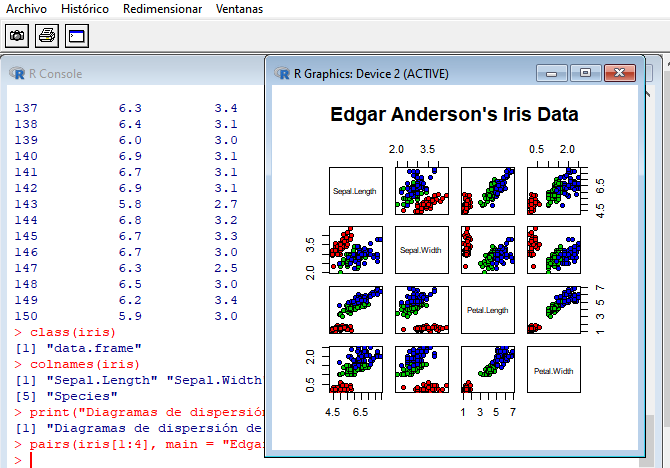 Archivo Histórico Redimensionar Ventanas
R Console
137 6.3 3.4
138 6.4 3.1
139 6.0 3.0
140 6.9 3.1
141 6.7 3.1
142 6.9 3.1
143 5.8 2.7
144 6.8 3.2
145 6.7 3.3
146 6.7 3.0
147 6.3 2.5
148 6.5 3.0
149 6.2 3.4
150 5.9 3.0
> class(iris)
[1] "data.frame"
> colnames(iris)
[1] "Sepal.Length" "Sepal.Width"
[5] "Species"
> print("Diagramas de dispersión
[1] "Diagramas de dispersión de
> pairs(iris[1:4], main = "Edgar
>
R Graphics: Device 2 (ACTIVE)
Edgar Anderson's Iris Data
2.0 3.5 0.5 2.0
Sepal.Length
4.5 6.5
Sepal.Width
2.0 3.5
Petal.Length
1 3 5 7
Petal.Width
0.5 2.0
4.5 6.5 1 3 5 7